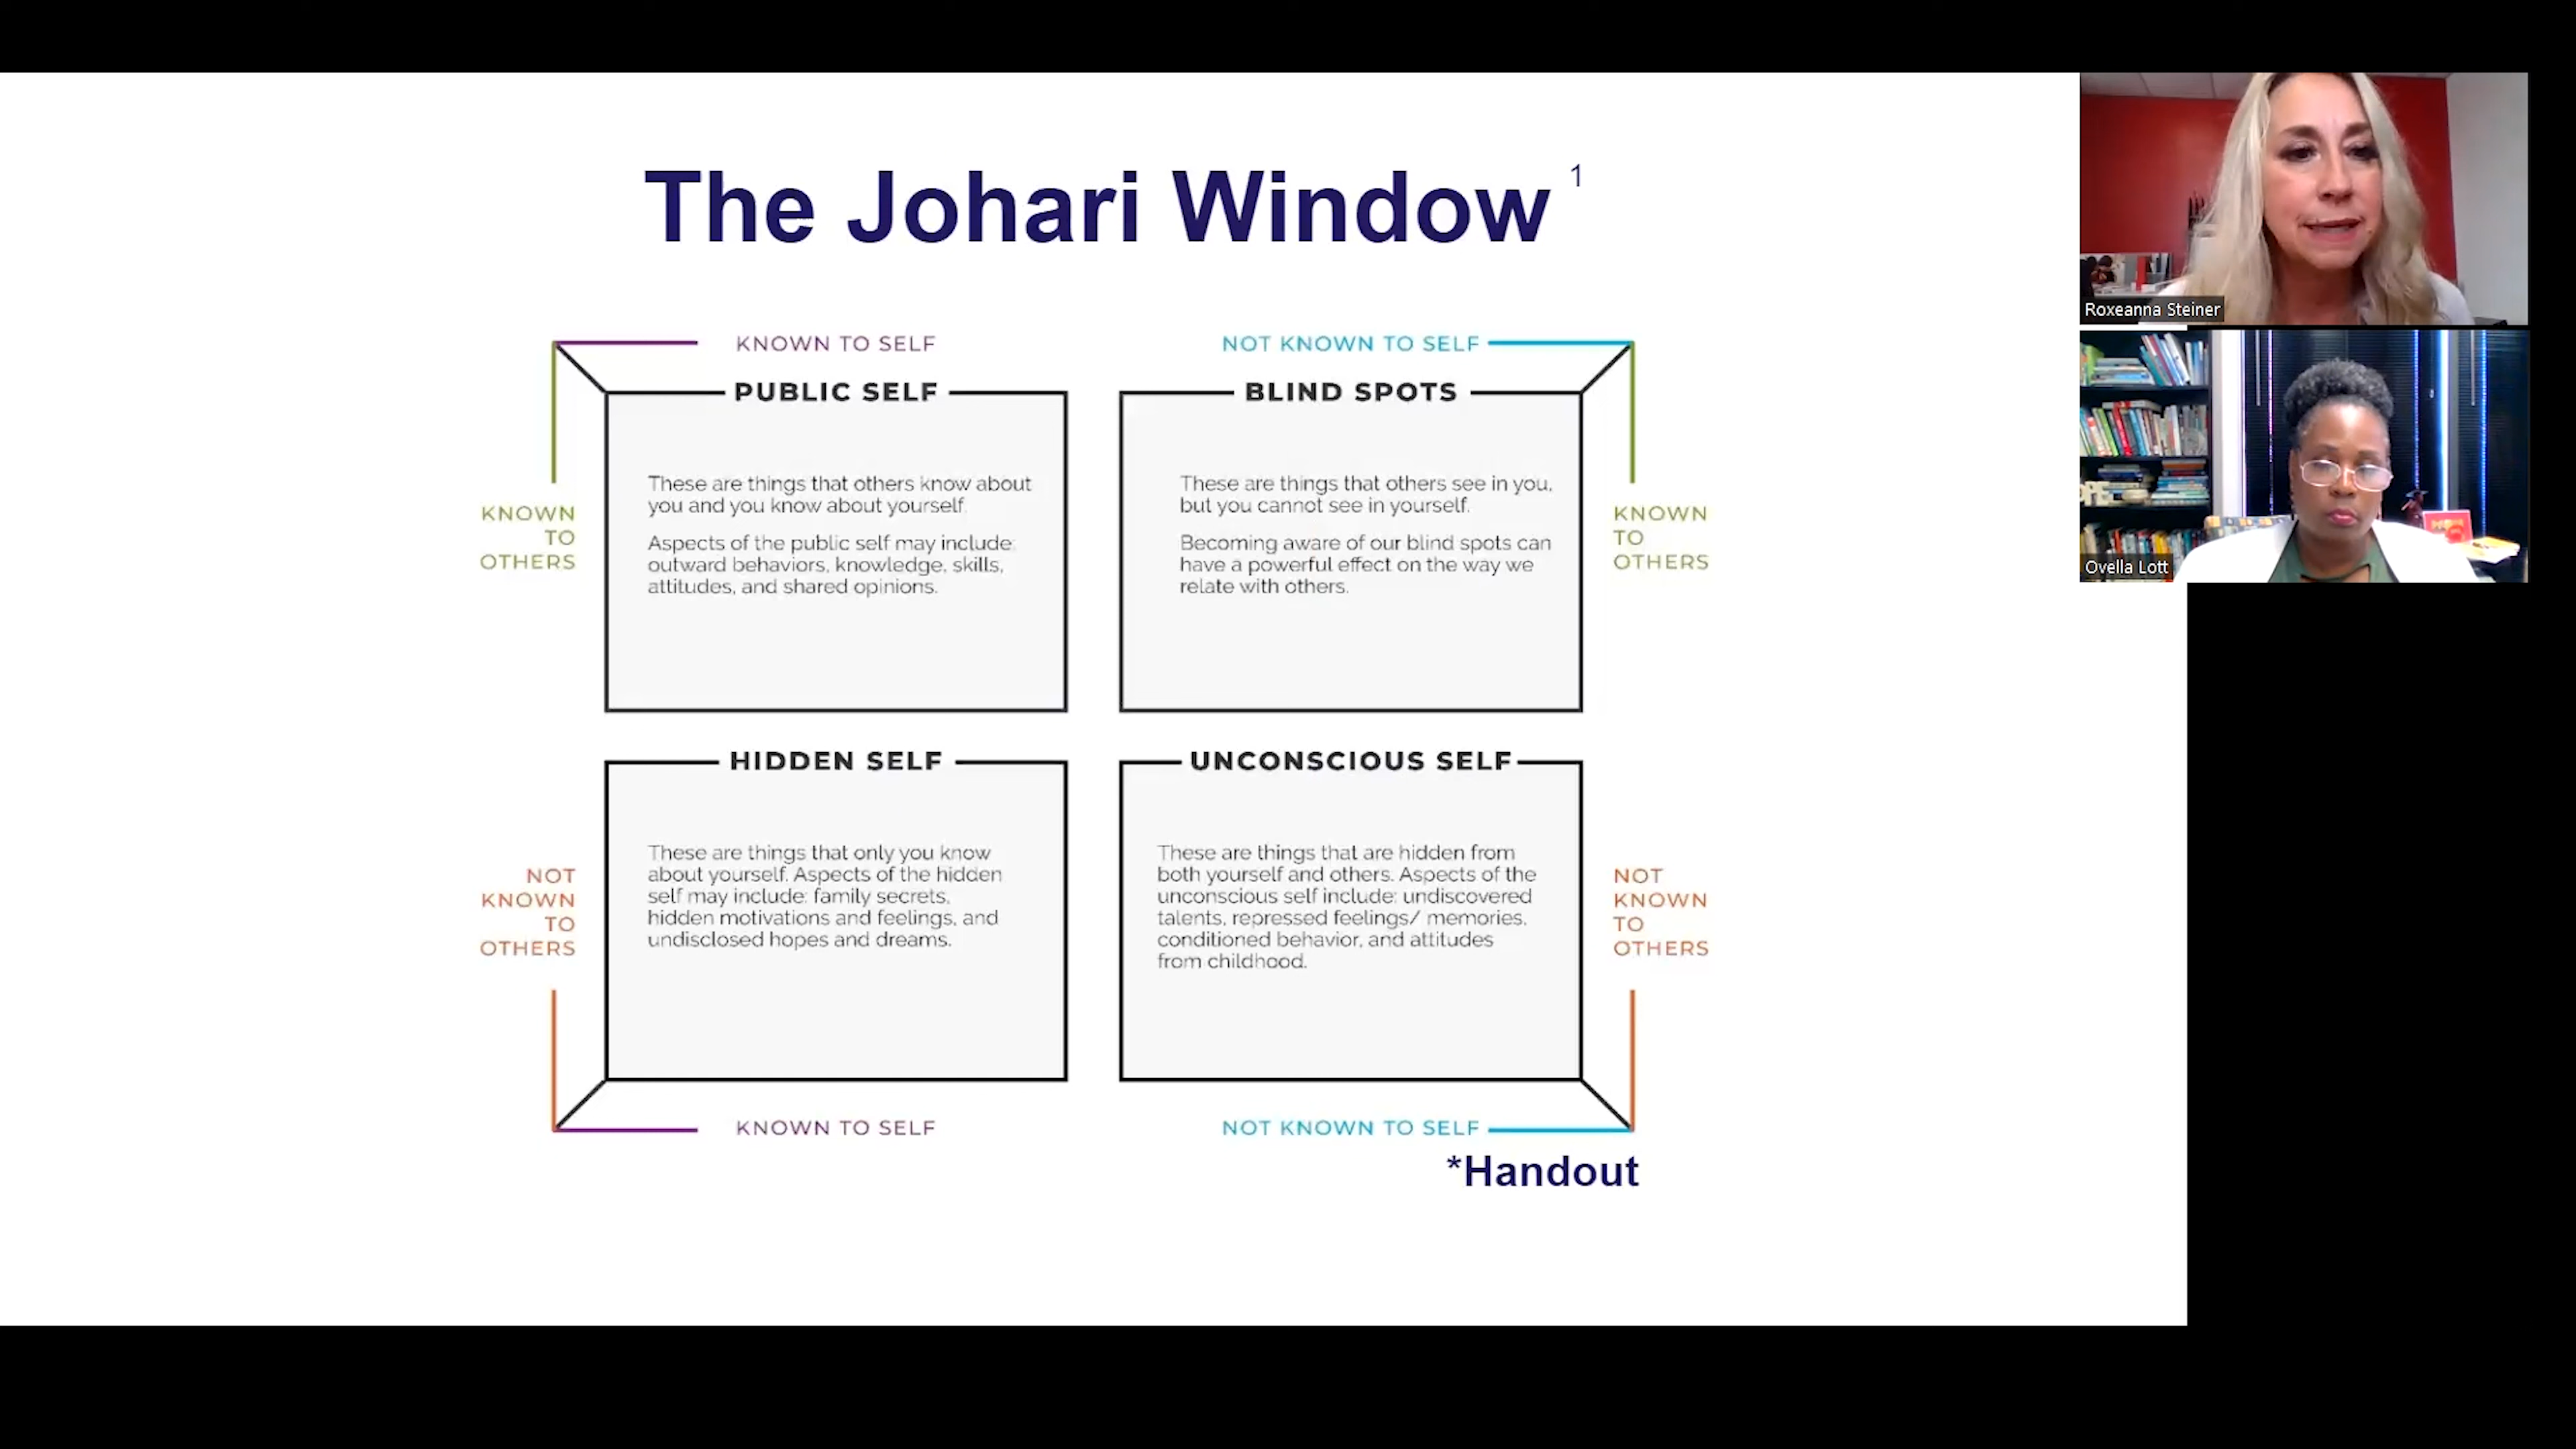 The Johari Window 1
KNOWN TO SELF
NOT KNOWN TO SELF
PUBLIC SELF
BLIND SPOTS
KNOWN
TO
OTHERS
These are things that others know about
you and you know about yourself.
Aspects of the public self may include:
outward behaviors, knowledge, skills,
attitudes, and shared opinions.
These are things that others see in you,
but you cannot see in yourself.
Becoming aware of our blind spots can
have a powerful effect on the way we
relate with others.
KNOWN
TO
OTHERS
HIDDEN SELF
UNCONSCIOUS SELF
NOT
KNOWN
TO
OTHERS
These are things that only you know
about yourself. Aspects of the hidden
self may include: family secrets,
hidden motivations and feelings, and
undisclosed hopes and dreams.
These are things that are hidden from
both yourself and others. Aspects of the
unconscious self include: undiscovered
talents, repressed feelings/ memories,
conditioned behavior, and attitudes
from childhood.
NOT
KNOWN
TO
OTHERS
KNOWN TO SELF
NOT KNOWN TO SELF
*Handout
Roxeanna Steiner
Ovella Lott